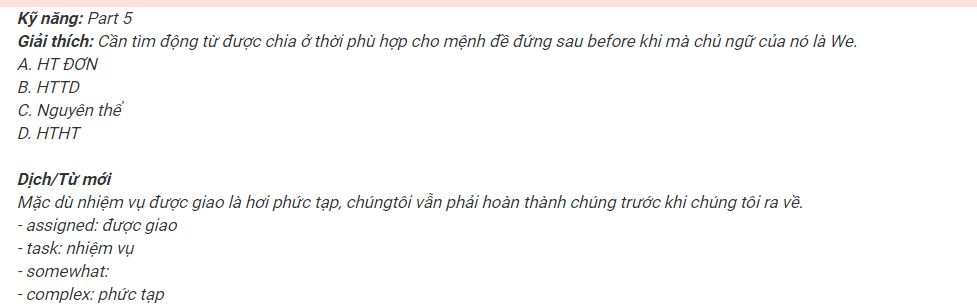 Kỹ năng: Part 5
Giải thích: Cần tìm động từ được chia ở thời phù hợp cho mệnh đề đứng sau before khi mà chủ ngữ của nó là We.
A. HT ĐƠN
B. HTTD
C. Nguyên thể
D. HTHT
Dịch/Từ mới
Mặc dù nhiệm vụ được giao là hơi phức tạp, chúngtôi vẫn phải hoàn thành chúng trước khi chúng tôi ra về.
- assigned: được giao
- task: nhiệm vụ
- somewhat:
- complex: phức tạp